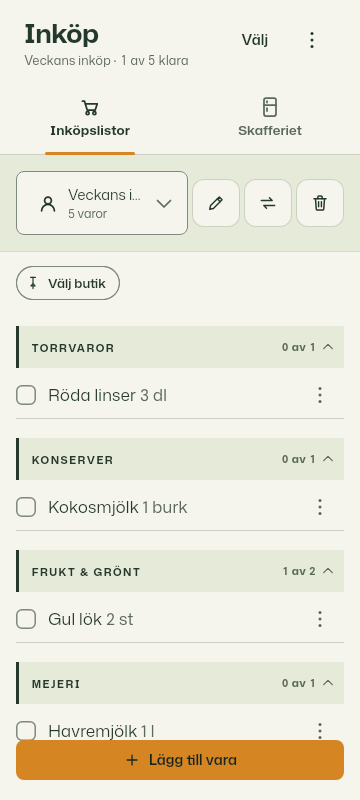 Inköp
Välj
Veckans inköp · 1 av 5 klara
Inköpslistor
Skafferiet
Veckans i...
5 varor
Välj butik
TORRVAROR
0 av 1
Röda linser 3 dl
KONSERVER
0 av 1
Kokosmjölk 1 burk
FRUKT & GRÖNT
1 av 2
Gul lök 2 st
MEJERI
0 av 1
Havremjölk 1 l
Lägg till vara